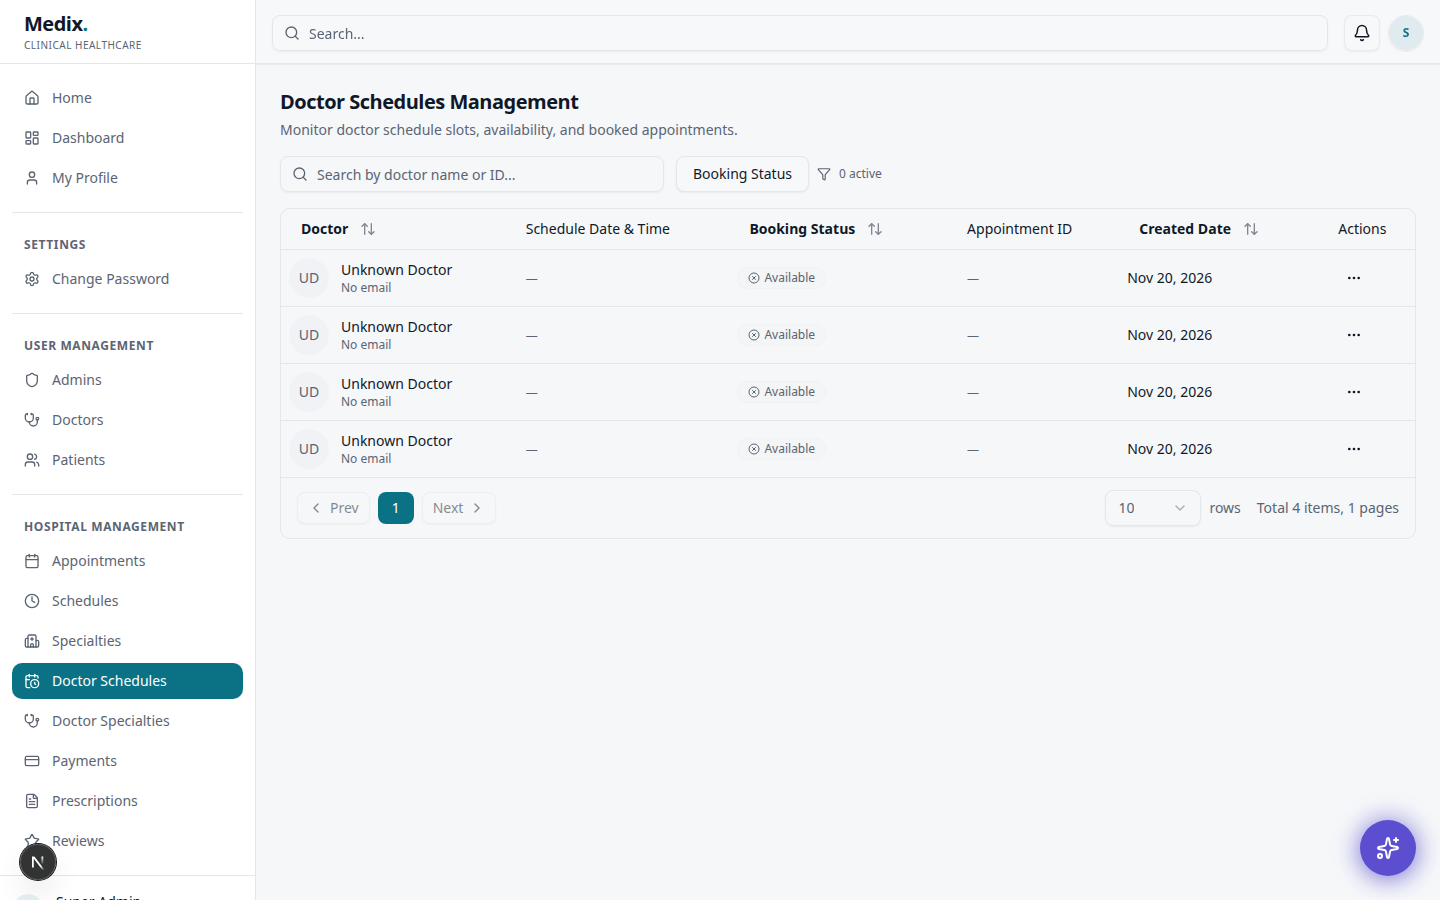 Medix.
CLINICAL HEALTHCARE
Home
Dashboard
My Profile
SETTINGS
Change Password
USER MANAGEMENT
Admins
Doctors
Patients
HOSPITAL MANAGEMENT
Appointments
Schedules
Specialties
Doctor Schedules
Doctor Specialties
Payments
Prescriptions
Reviews
N
Super Admin
Search...
S
Doctor Schedules Management
Monitor doctor schedule slots, availability, and booked appointments.
Search by doctor name or ID... Booking Status 0 active
Doctor Schedule Date & Time Booking Status Appointment ID Created Date Actions
UD Unknown Doctor — Available — Nov 20, 2026
No email
UD Unknown Doctor — Available — Nov 20, 2026
No email
UD Unknown Doctor — Available — Nov 20, 2026
No email
UD Unknown Doctor — Available — Nov 20, 2026
No email
Prev 1 Next 10 rows Total 4 items, 1 pages